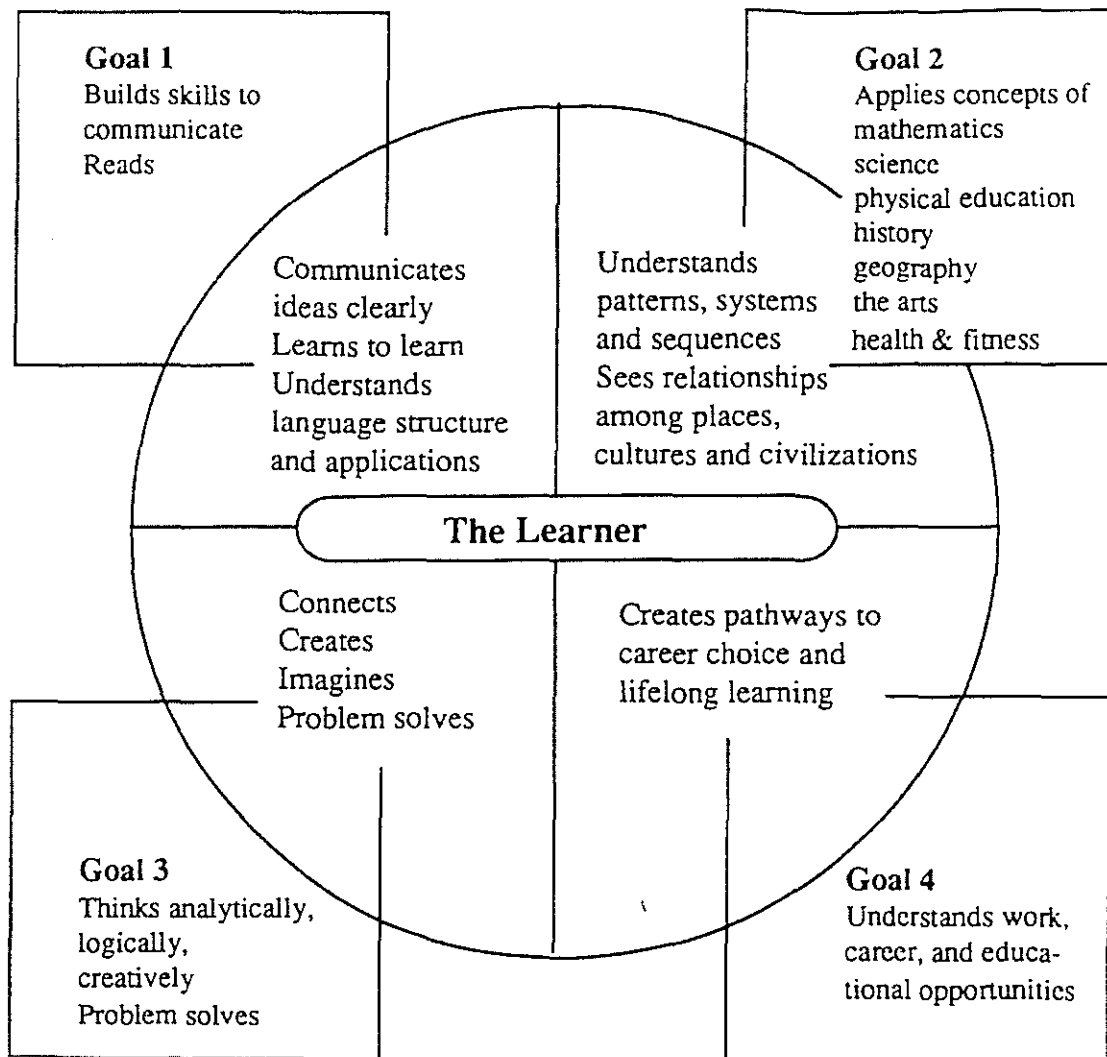 Goal 1
Builds skills to
communicate
Reads
Goal 2
Applies concepts of
mathematics
science
physical education
history
geography
the arts
health & fitness
Communicates
ideas clearly
Learns to learn
Understands
language structure
and applications
Understands
patterns, systems
and sequences
Sees relationships
among places,
cultures and civilizations
The Learner
Connects
Creates
Imagines
Problem solves
Creates pathways to
career choice and
lifelong learning
Goal 3
Thinks analytically,
logically,
creatively
Problem solves
Goal 4
Understands work,
career, and educa-
tional opportunities